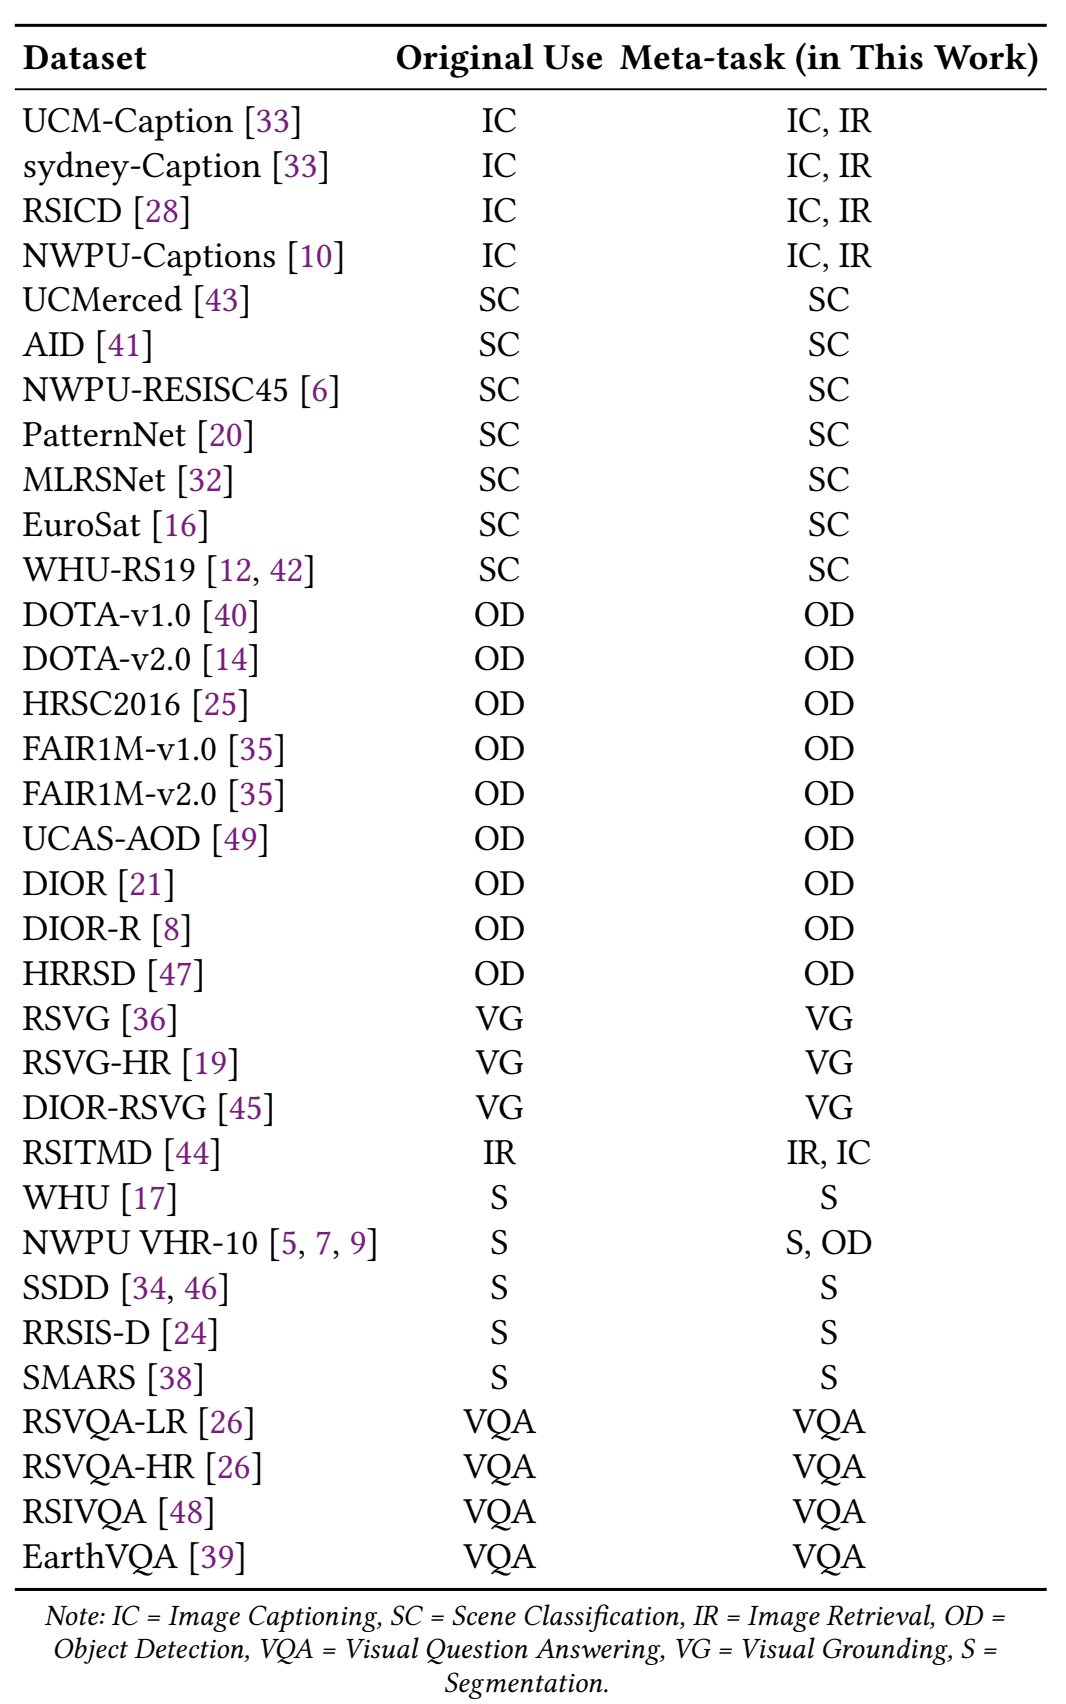 Dataset Original Use Meta-task (in This Work)
UCM-Caption [33] IC IC, IR
sydney-Caption [33] IC IC, IR
RSICD [28] IC IC, IR
NWPU-Captions [10] IC IC, IR
UCMerced [43] SC SC
AID [41] SC SC
NWPU-RESISC45 [6] SC SC
PatternNet [20] SC SC
MLRSNet [32] SC SC
EuroSat [16] SC SC
WHU-RS19 [12, 42] SC SC
DOTA-v1.0 [40] OD OD
DOTA-v2.0 [14] OD OD
HRSC2016 [25] OD OD
FAIR1M-v1.0 [35] OD OD
FAIR1M-v2.0 [35] OD OD
UCAS-AOD [49] OD OD
DIOR [21] OD OD
DIOR-R [8] OD OD
HRRSD [47] OD OD
RSVG [36] VG VG
RSVG-HR [19] VG VG
DIOR-RSVG [45] VG VG
RSITMD [44] IR IR, IC
WHU [17] S S
NWPU VHR-10 [5, 7, 9] S S, OD
SSDD [34, 46] S S
RRSIS-D [24] S S
SMARS [38] S S
RSVQA-LR [26] VQA VQA
RSVQA-HR [26] VQA VQA
RSIVQA [48] VQA VQA
EarthVQA [39] VQA VQA
Note: IC = Image Captioning, SC = Scene Classification, IR = Image Retrieval, OD =
Object Detection, VQA = Visual Question Answering, VG = Visual Grounding, S =
Segmentation.